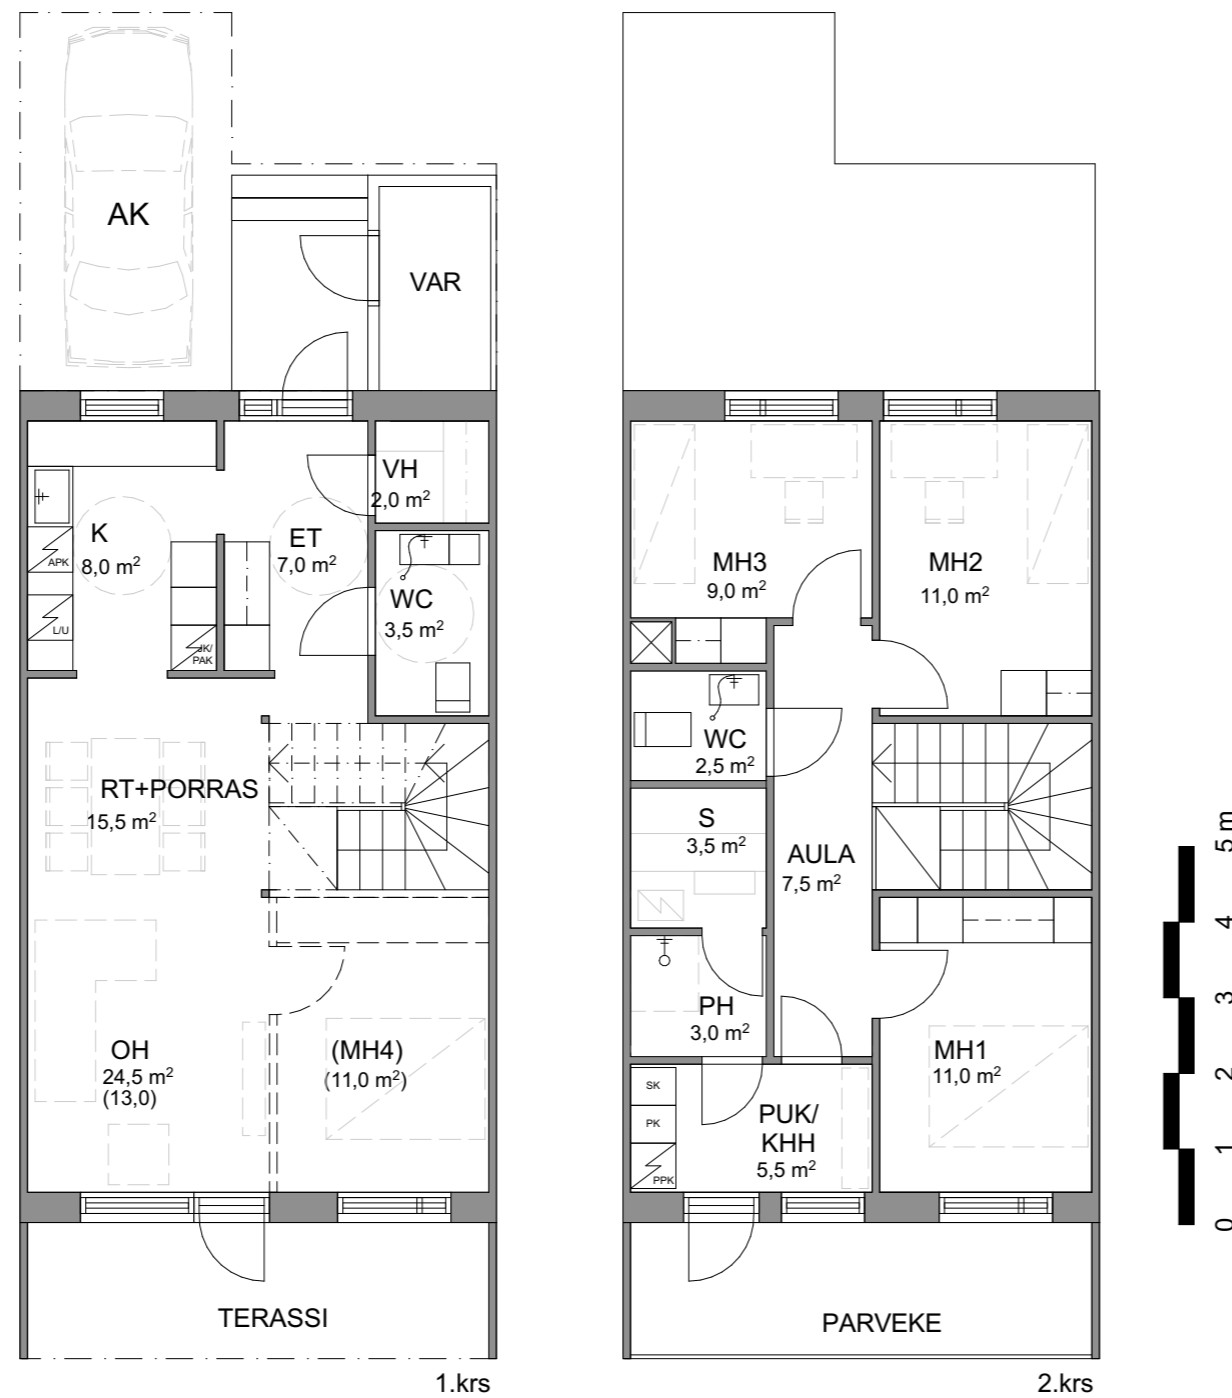 AK
VAR
VH
2,0 m²
K
8,0 m²
ET
7,0 m²
APK
L/U
JK/
PAK
WC
3,5 m²
RT+PORRAS
15,5 m²
OH
24,5 m²
(13,0)
(MH4)
(11,0 m²)
TERASSI
1.krs
MH3
9,0 m²
MH2
11,0 m²
WC
2,5 m²
S
3,5 m²
AULA
7,5 m²
PH
3,0 m²
MH1
11,0 m²
SK
PK
PPK
PUK/
KHH
5,5 m²
PARVEKE
2.krs
5 m
4
3
2
1
0